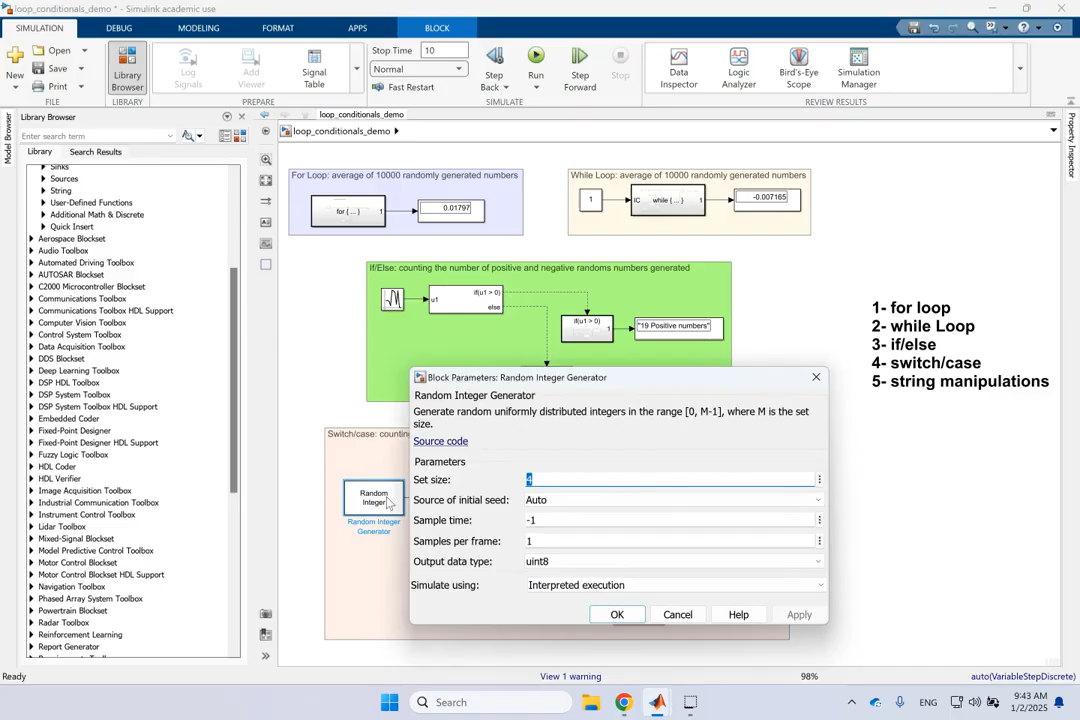 loop_conditionals_demo * - Simulink academic use
SIMULATION
DEBUG
MODELING
FORMAT
APPS
BLOCK
New
Open
Save
Print
FILE
Library
Browser
LIBRARY
Log
Signals
Add
Viewer
Signal
Table
PREPARE
Stop Time 10
Normal
Fast Restart
Step
Back
Run
Step
Forward
Stop
SIMULATE
Data
Inspector
Logic
Analyzer
Bird's-Eye
Scope
Simulation
Manager
REVIEW RESULTS
Model Browser
Library Browser
Enter search term
Library
Search Results
Sinks
Sources
String
User-Defined Functions
Additional Math & Discrete
Quick Insert
Aerospace Blockset
Audio Toolbox
Automated Driving Toolbox
AUTOSAR Blockset
C2000 Microcontroller Blockset
Communications Toolbox
Communications Toolbox HDL Support
Computer Vision Toolbox
Control System Toolbox
Data Acquisition Toolbox
DDS Blockset
Deep Learning Toolbox
DSP HDL Toolbox
DSP System Toolbox
DSP System Toolbox HDL Support
Embedded Coder
Fixed-Point Designer
Fixed-Point Designer HDL Support
Fuzzy Logic Toolbox
HDL Coder
HDL Verifier
Image Acquisition Toolbox
Industrial Communication Toolbox
Instrument Control Toolbox
Lidar Toolbox
Mixed-Signal Blockset
Model Predictive Control Toolbox
Motor Control Blockset
Motor Control Blockset HDL Support
Navigation Toolbox
Phased Array System Toolbox
Powertrain Blockset
Radar Toolbox
Reinforcement Learning
Report Generator
loop_conditionals_demo
loop_conditionals_demo
Property Inspector
For Loop: average of 10000 randomly generated numbers
for { ... } 1
0.01797
While Loop: average of 10000 randomly generated numbers
1
IC while { ... } 1
-0.007165
If/Else: counting the number of positive and negative randoms numbers generated
u1
if(u1 > 0)
else
if(u1 > 0)
1
"19 Positive numbers"
1- for loop
2- while Loop
3- if/else
4- switch/case
5- string manipulations
Switch/case: counting
Random
Integer
Random Integer
Generator
Block Parameters: Random Integer Generator
Random Integer Generator
Generate random uniformly distributed integers in the range [0, M-1], where M is the set
size.
Source code
Parameters
Set size: 4
Source of initial seed: Auto
Sample time: -1
Samples per frame: 1
Output data type: uint8
Simulate using: Interpreted execution
OK
Cancel
Help
Apply
Ready
View 1 warning
98%
auto(VariableStepDiscrete)
Search
ENG
9:43 AM
1/2/2025